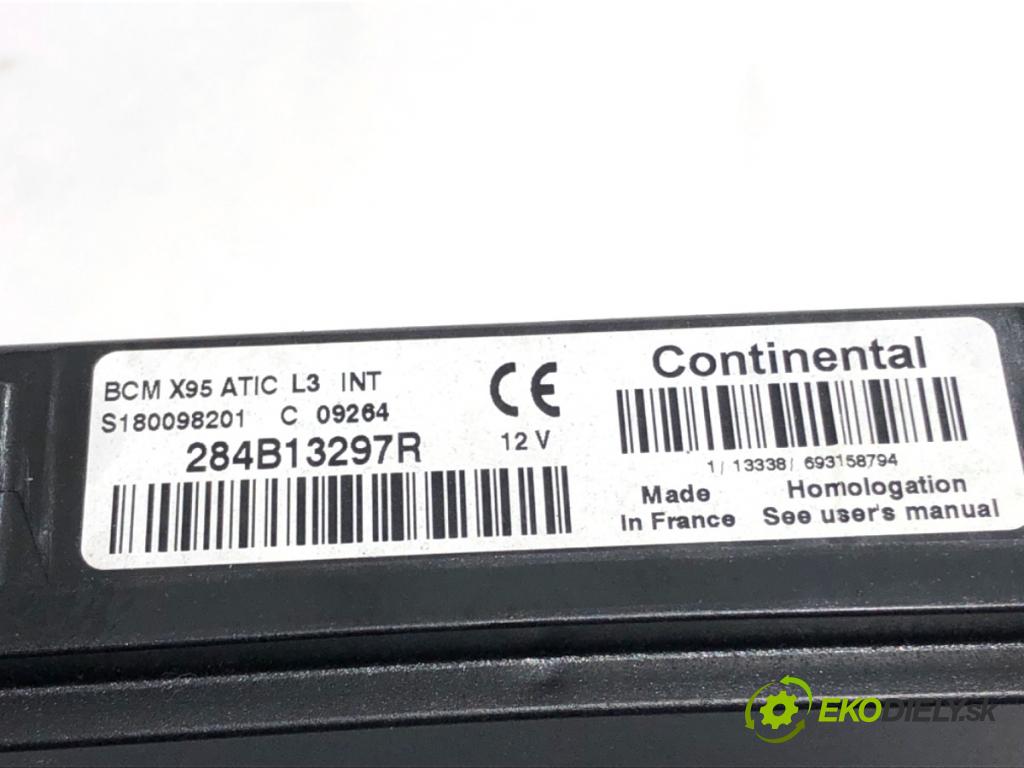 BCM X95 ATIC L3 INT
S180098201 C 09264
284B13297R
CE
12 V
Continental
1/ 13338/ 693158794
Made
In France
Homologation
See user's manual
EKODIELY.SK